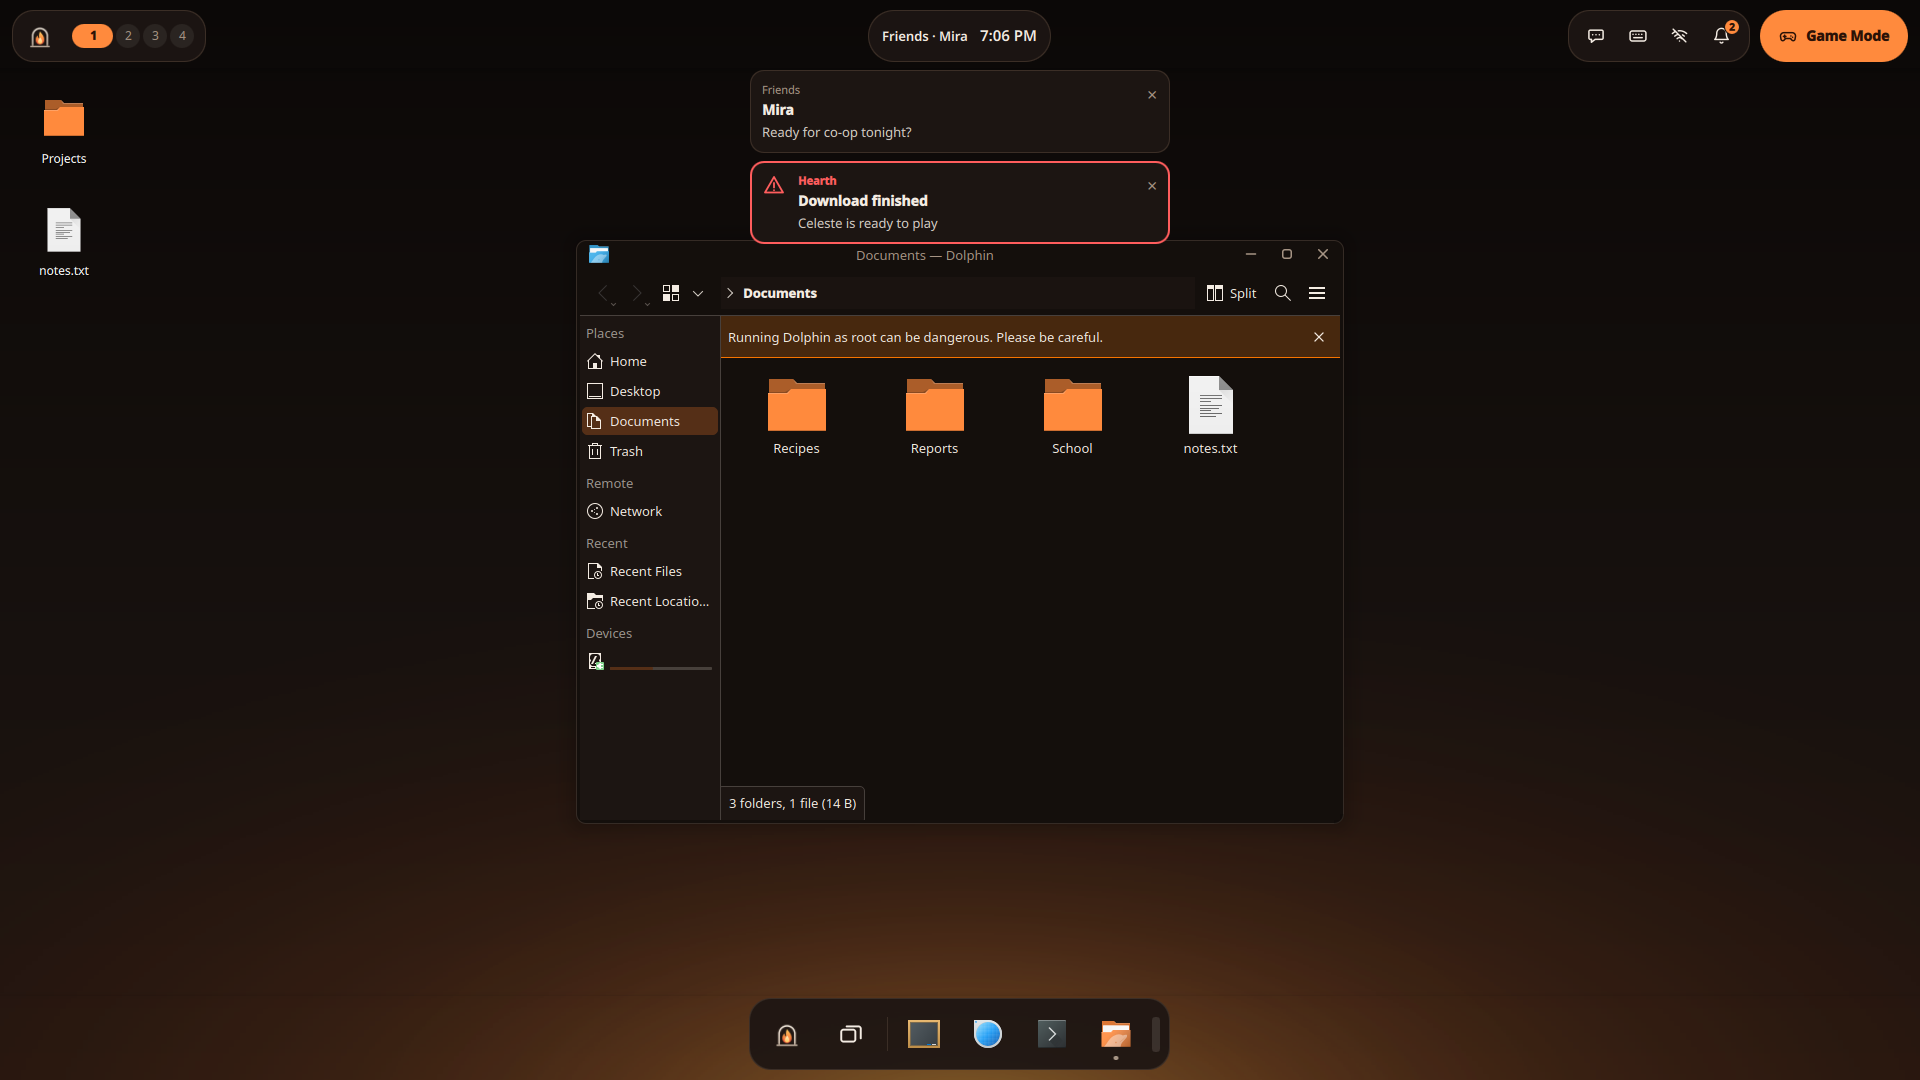 1 2 3 4
Friends · Mira 7:06 PM
2
Game Mode
Projects
notes.txt
Friends
Mira
Ready for co-op tonight?
Hearth
Download finished
Celeste is ready to play
Documents — Dolphin
Documents
Split
Places
Home
Desktop
Documents
Trash
Remote
Network
Recent
Recent Files
Recent Locatio...
Devices
Running Dolphin as root can be dangerous. Please be careful.
Recipes
Reports
School
notes.txt
3 folders, 1 file (14 B)